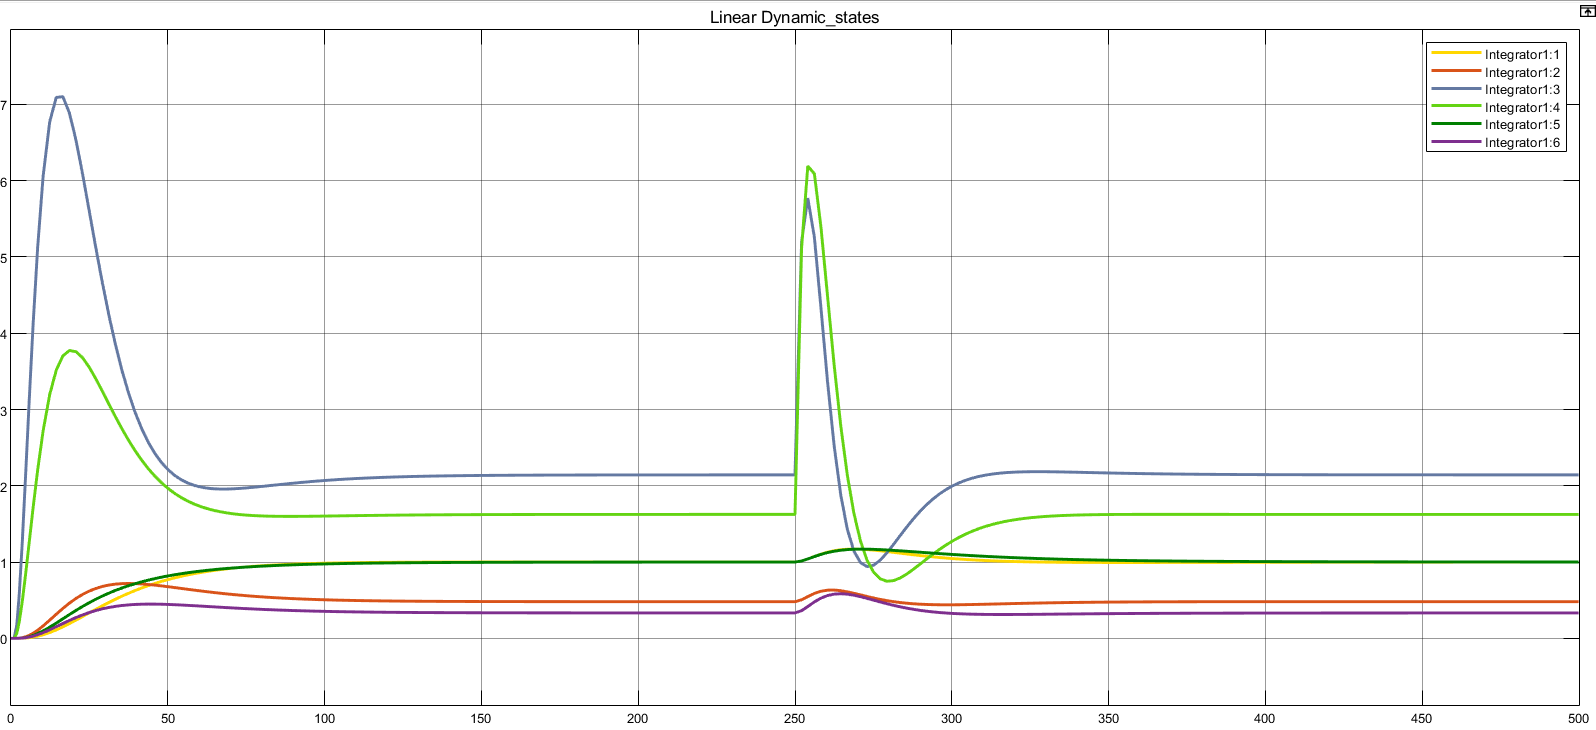 Linear Dynamic_states
Integrator1:1
Integrator1:2
Integrator1:3
Integrator1:4
Integrator1:5
Integrator1:6
7
6
5
4
3
2
1
0
0 50 100 150 200 250 300 350 400 450 500